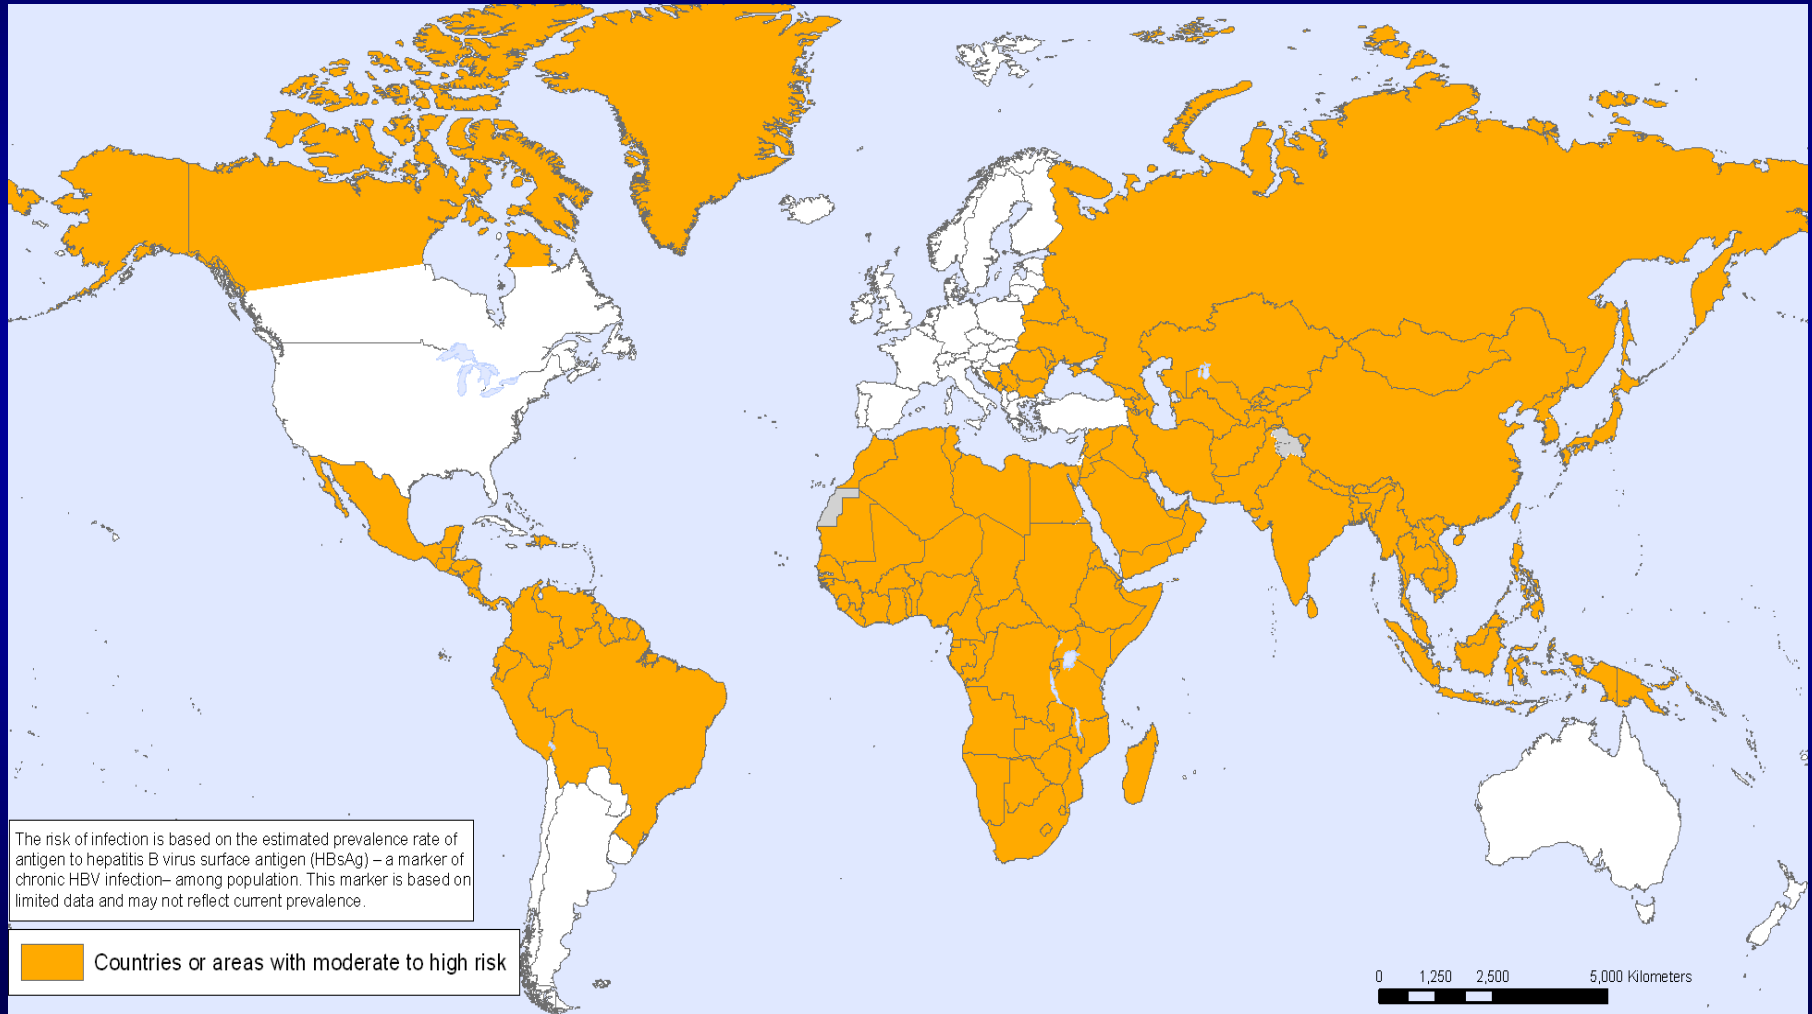 The risk of infection is based on the estimated prevalence rate of
antigen to hepatitis B virus surface antigen (HBsAg) – a marker of
chronic HBV infection– among population. This marker is based on
limited data and may not reflect current prevalence.
Countries or areas with moderate to high risk
0 1,250 2,500 5,000 Kilometers